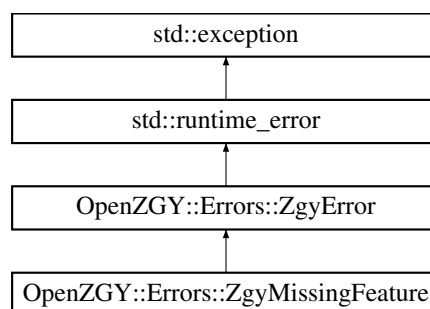 std::exception
std::runtime_error
OpenZGY::Errors::ZgyError
OpenZGY::Errors::ZgyMissingFeature